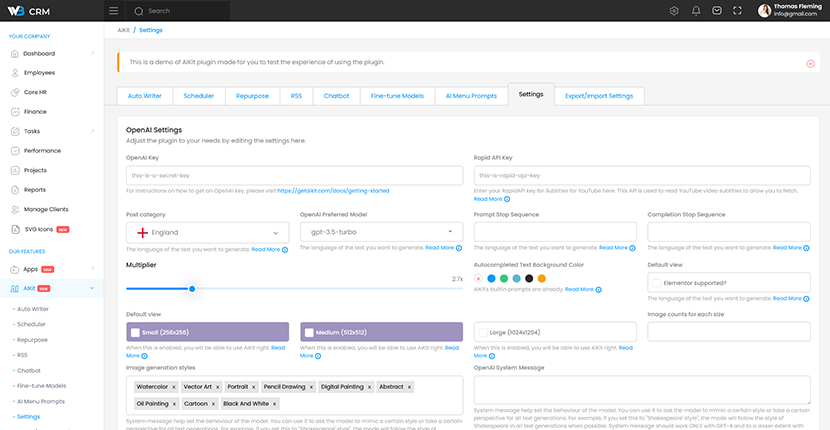 WB CRM
Search
Thomas Fleming
info@gmail.com
YOUR COMPANY
Dashboard
Employees
Core HR
Finance
Tasks
Performance
Projects
Reports
Manage Clients
SVG Icons NEW
OUR FEATURES
Apps NEW
AIKit NEW
Auto Writer
Scheduler
Repurpose
RSS
Chatbot
Fine-tune Models
AI Menu Prompts
Settings
AIKit / Settings
This is a demo of AIKit plugin made for you to test the experience of using the plugin.
Auto Writer Scheduler Repurpose RSS Chatbot Fine-tune Models AI Menu Prompts Settings Export/Import Settings
OpenAI Settings
Adjust the plugin to your needs by editing the settings here.
OpenAI Key
this-is-a-secret-key
For instructions on how to get an OpenAI key, please visit https://getaikit.com/docs/getting-started
Rapid API Key
this-is-rapid-api-key
Enter your RapidAPI key for Subtitles for YouTube here. This API is used to read YouTube video subtitles to allow you to fetch.
Read More
Post category
England
The language of the text you want to generate. Read More
OpenAI Preferred Model
gpt-3.5-turbo
The language of the text you want to generate. Read More
Prompt Stop Sequence
The language of the text you want to generate. Read More
Completion Stop Sequence
The language of the text you want to generate. Read More
Multiplier
2.7x
Autocompleted Text Background Color
x
AIKit's builtin prompts are already. Read More
Default view
Elementor supported?
The language of the text you want to generate. Read More
Default view
Small (256x256)
When this is enabled, you will be able to use AIKit right. Read
More
Medium (512x512)
When this is enabled, you will be able to use AIKit right. Read
More
Large (1024x1204)
When this is enabled, you will be able to use AIKit right. Read
More
Image counts for each size
Image generation styles
Watercolor x Vector Art x Portrait x Pencil Drawing x Digital Painting x Abstract x
Oil Painting x Cartoon x Black And White x
System message help set the behaviour of the model. You can use it to ask the model to mimic a certain style or take a certain
perspective for all text generations. For example, if you set this to "Shakespeare style", the mode will follow the style of
OpenAI System Message
System message help set the behaviour of the model. You can use it to ask the model to mimic a certain style or take a certain
perspective for all text generations. For example, if you set this to "Shakespeare style", the mode will follow the style of
Shakespeare in all text generations when possible. System message should work ONLY with GPT-4 and to a lesser extent with